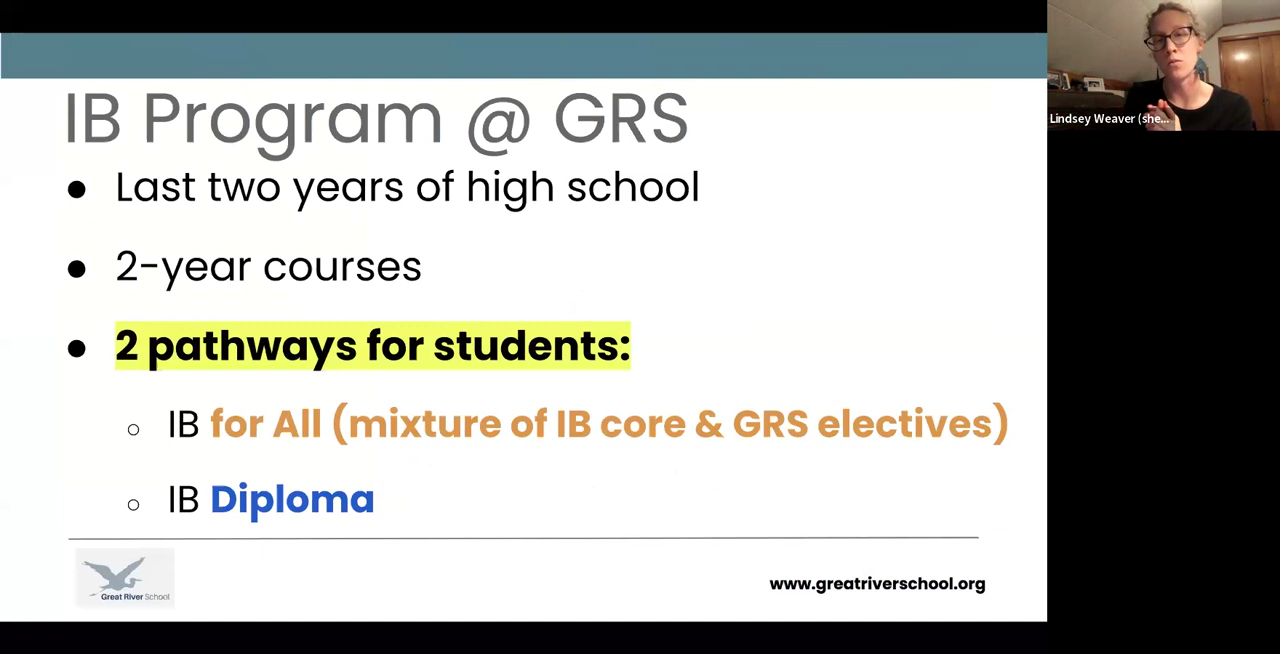 IB Program @ GRS
● Last two years of high school
● 2-year courses
● 2 pathways for students:
○ IB for All (mixture of IB core & GRS electives)
○ IB Diploma
Great River School
www.greatriverschool.org
Lindsey Weaver (she...